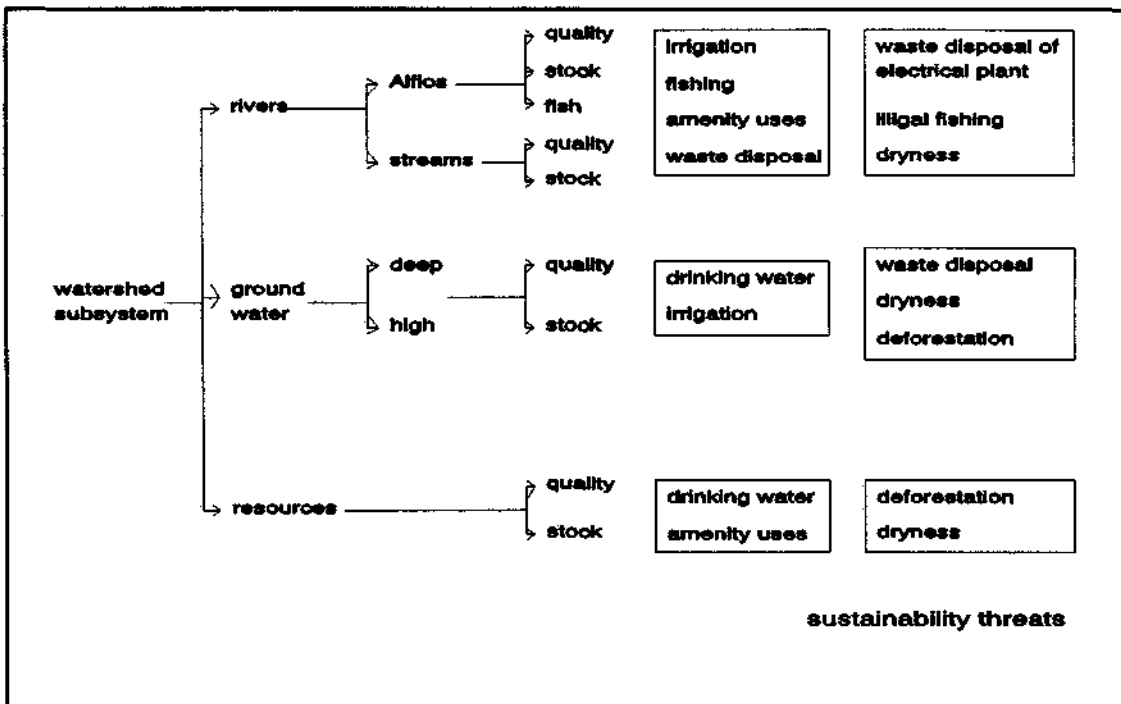 quality
irrigation
waste disposal of
electrical plant
Alfios
stock
fishing
rivers
fish
amenity uses
illigal fishing
streams
quality
waste disposal
dryness
stock
deep
quality
drinking water
waste disposal
watershed
subsystem
ground
water
irrigation
dryness
high
stock
deforestation
resources
quality
drinking water
deforestation
stock
amenity uses
dryness
sustainability threats